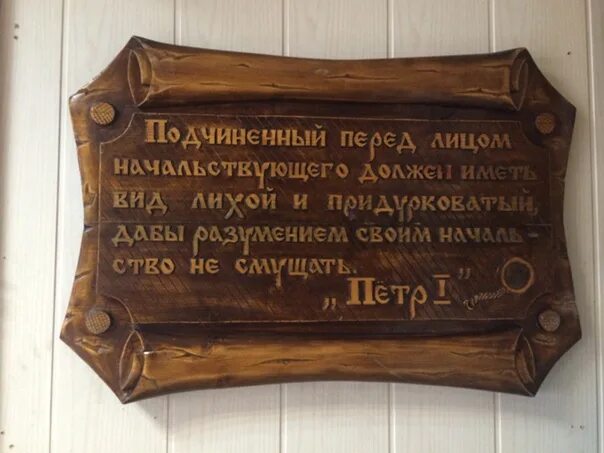 Подчиненный перед лицом
начальствующего должен иметь
вид лихой и придурковатый,
дабы разумением своим началь-
ство не смущать.
„Пётр I"